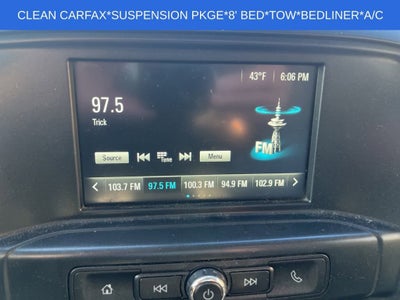 CLEAN CARFAX*SUSPENSION PKGE*8' BED*TOW*BEDLINER*A/C
43°F 6:06 PM
97.5
Trick
FM
Source Tune Menu
103.7 FM 97.5 FM 100.3 FM 94.9 FM 102.9 FM